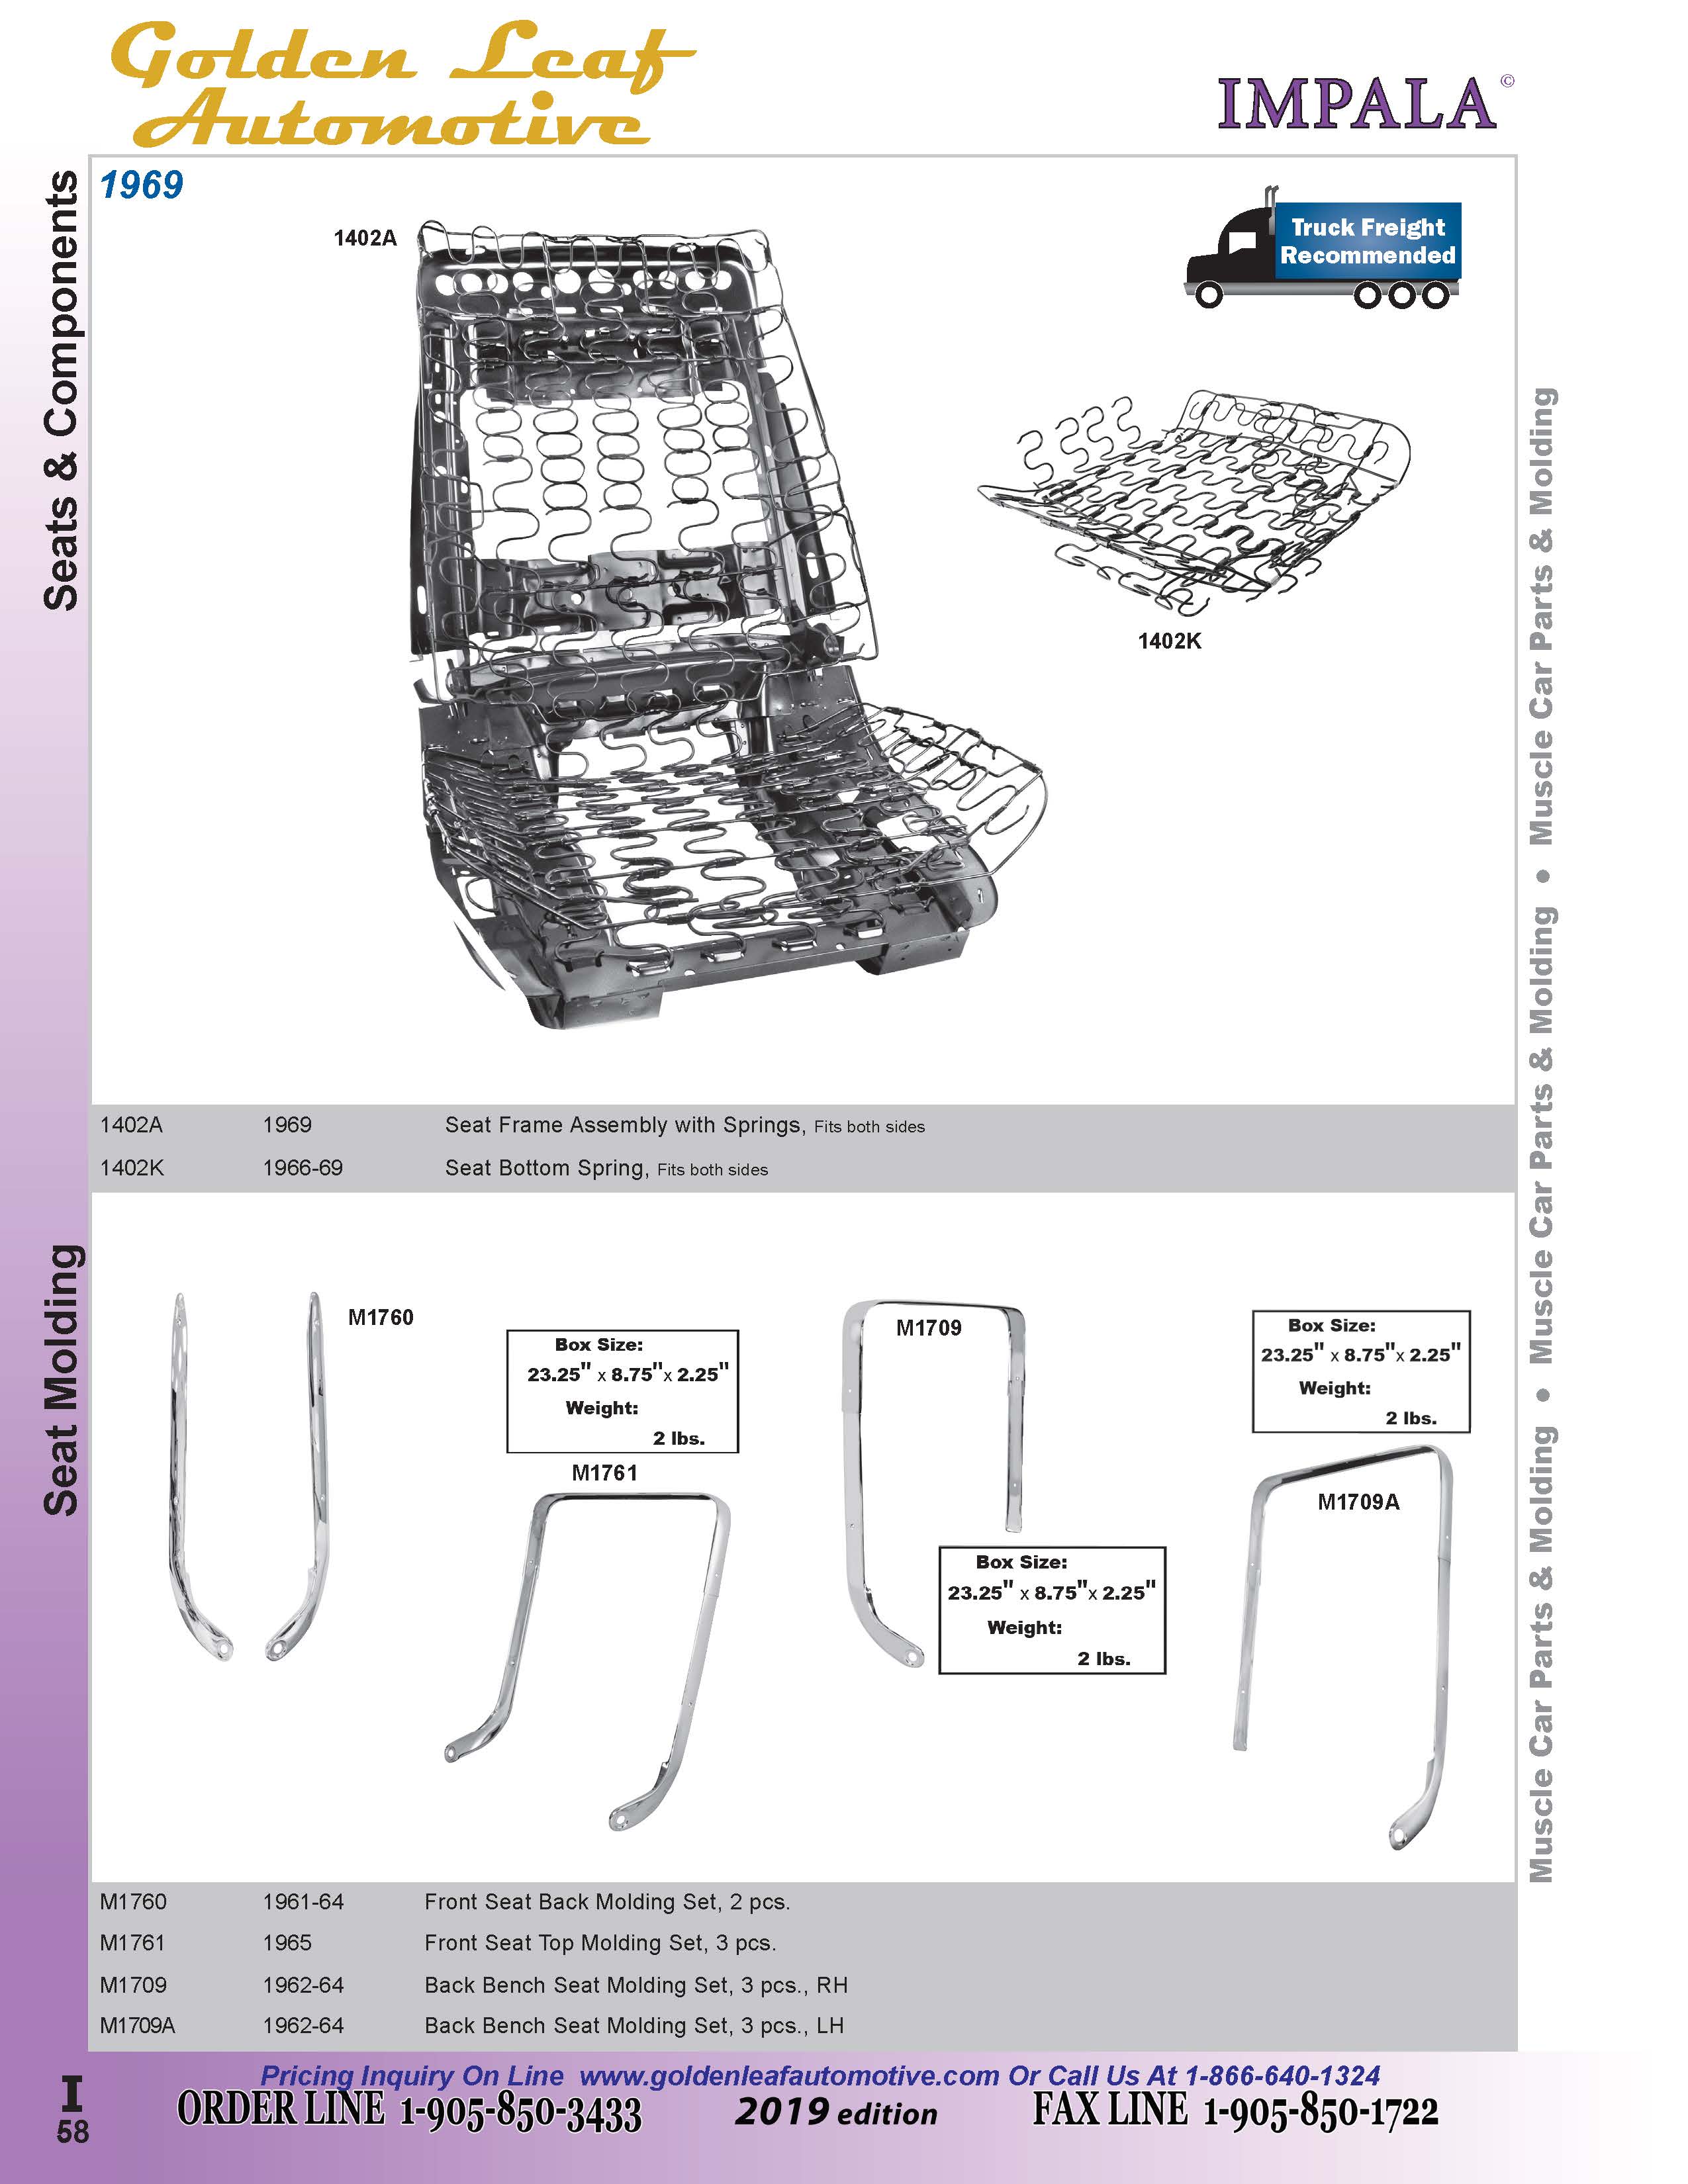 Golden Leaf
Automotive
IMPALA©
Seats & Components
1969
1402A
Truck Freight
Recommended
1402K
1402A 1969 Seat Frame Assembly with Springs, Fits both sides
1402K 1966-69 Seat Bottom Spring, Fits both sides
Seat Molding
M1760
Box Size:
23.25" x 8.75"x 2.25"
Weight:
2 lbs.
M1761
M1709
Box Size:
23.25" x 8.75"x 2.25"
Weight:
2 lbs.
Box Size:
23.25" x 8.75"x 2.25"
Weight:
2 lbs.
M1709A
M1760 1961-64 Front Seat Back Molding Set, 2 pcs.
M1761 1965 Front Seat Top Molding Set, 3 pcs.
M1709 1962-64 Back Bench Seat Molding Set, 3 pcs., RH
M1709A 1962-64 Back Bench Seat Molding Set, 3 pcs., LH
Muscle Car Parts & Molding • Muscle Car Parts & Molding • Muscle Car Parts & Molding
Pricing Inquiry On Line www.goldenleafautomotive.com Or Call Us At 1-866-640-1324
ORDER LINE 1-905-850-3433 2019 edition FAX LINE 1-905-850-1722
I
58